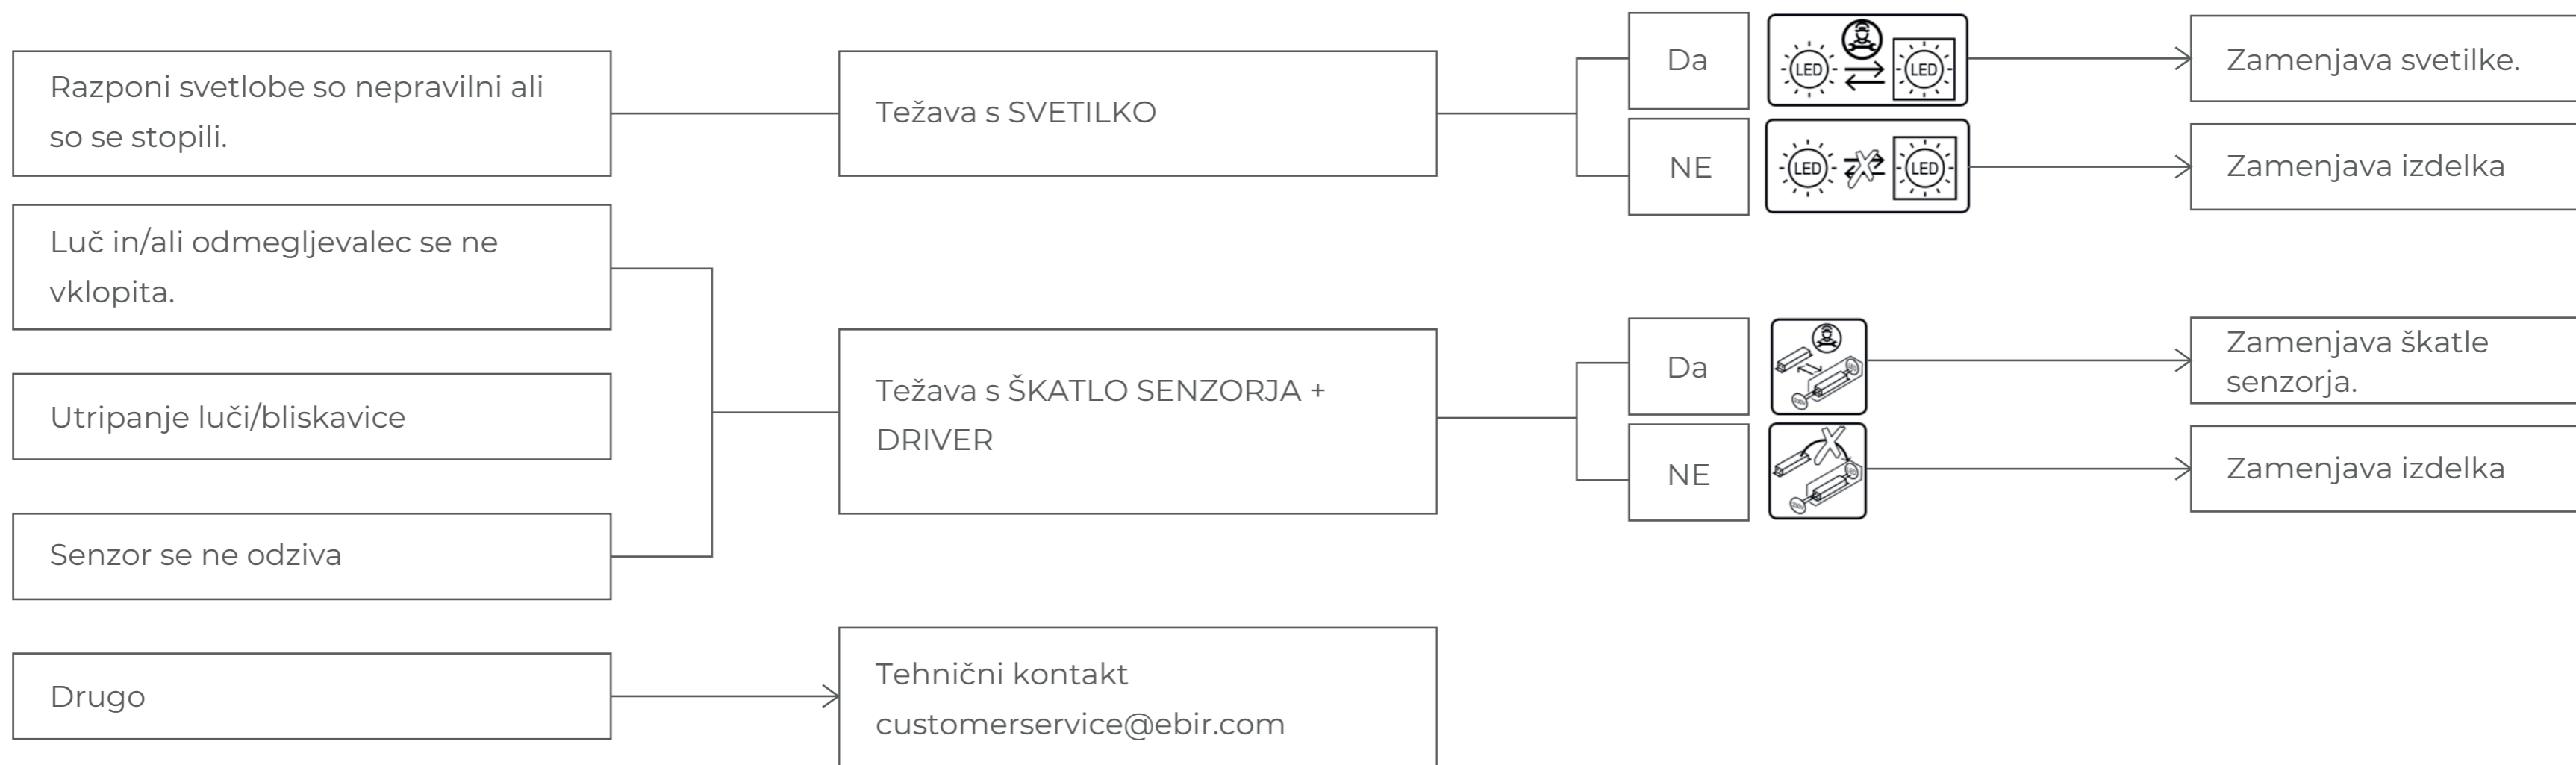 Razponi svetlobe so nepravilni ali
so se stopili.
Težava s SVETILKO
Da
LED
LED
Zamenjava svetilke.
NE
LED
LED
Zamenjava izdelka
Luč in/ali odmegljevalec se ne
vklopita.
Utripanje luči/bliskavice
Senzor se ne odziva
Težava s ŠKATLO SENZORJA +
DRIVER
Da
Zamenjava škatle
senzorja.
NE
Zamenjava izdelka
Drugo
Tehnični kontakt
customerservice@ebir.com